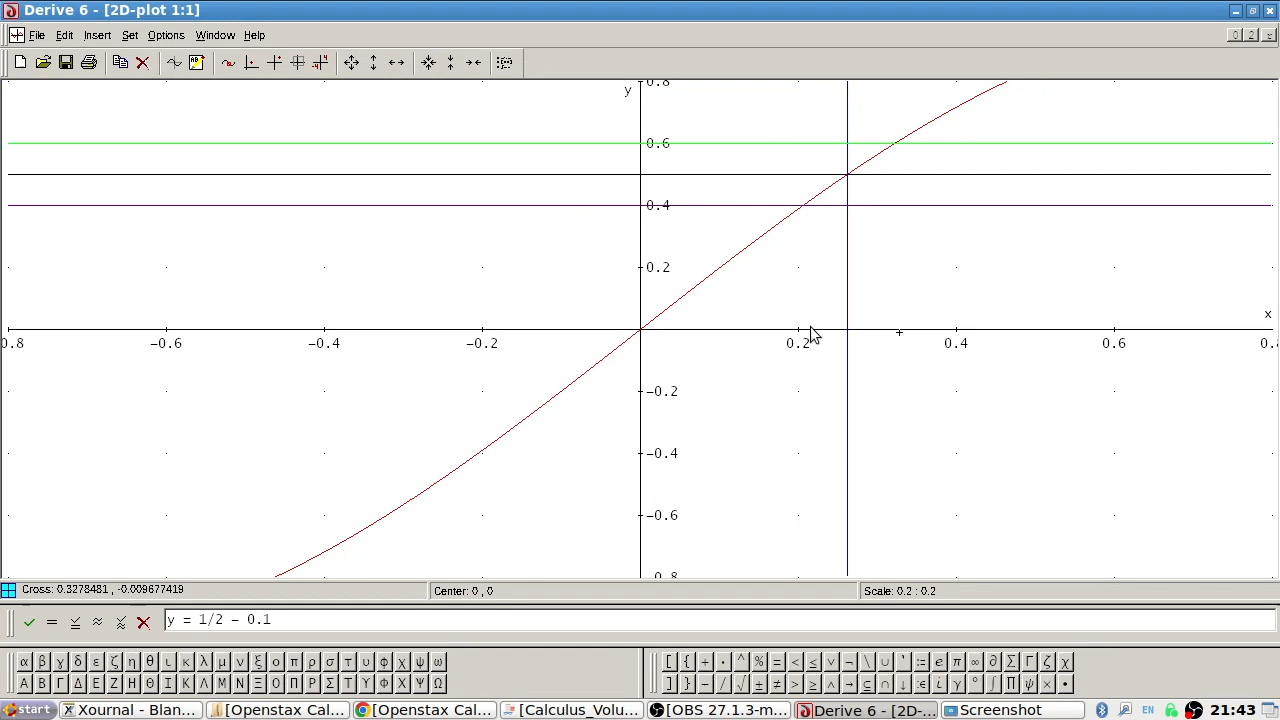 Derive 6 - [2D-plot 1:1]
File Edit Insert Set Options Window Help
y
0.8
0.6
0.4
0.2
x
0.8 −0.6 −0.4 −0.2 0.2 0.4 0.6 0.
−0.2
−0.4
−0.6
0.8
Cross: 0.3278481 , -0.009677419 Center: 0 , 0 Scale: 0.2 : 0.2
y = 1/2 − 0.1
α β γ δ ε ζ η θ ι κ λ μ ν ξ ο π ρ σ τ υ φ χ ψ ω
Α Β Γ Δ Ε Ζ Η Θ Ι Κ Λ Μ Ν Ξ Ο Π Ρ Σ Τ Υ Φ Χ Ψ Ω
start Xournal - Blan... [Openstax Cal... [Openstax Cal... [Calculus_Volu... [OBS 27.1.3-m... Derive 6 - [2D-... Screenshot EN 21:43